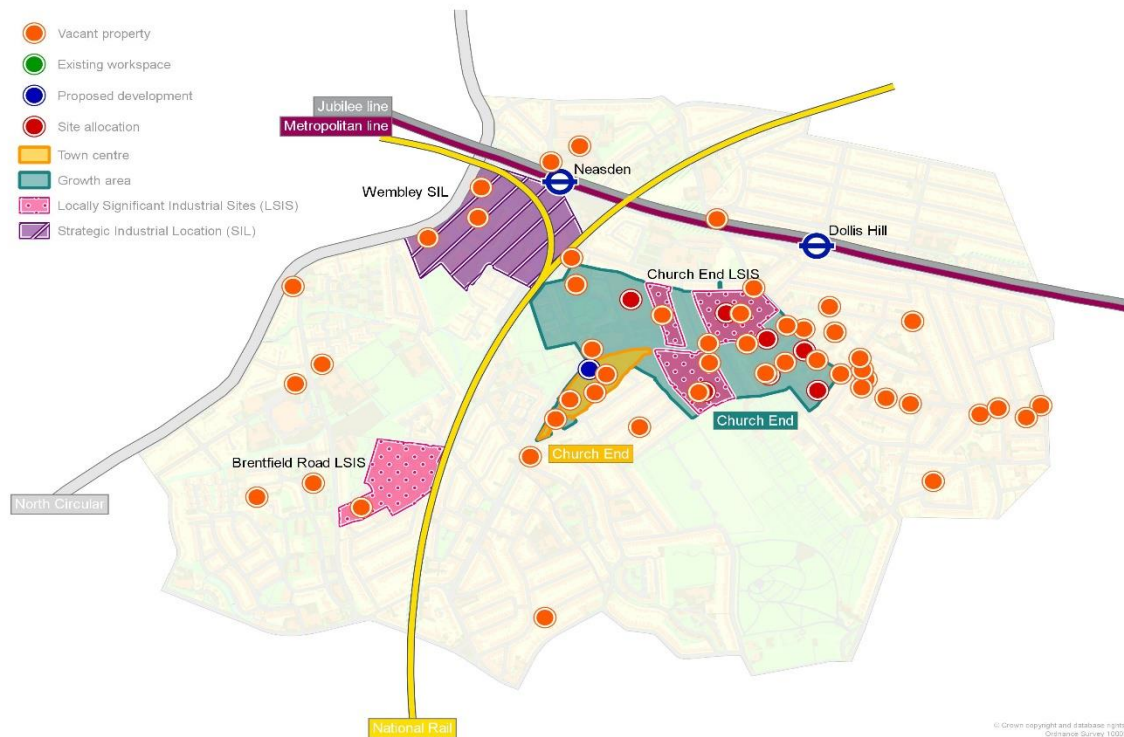 Vacant property
Existing workspace
Proposed development
Site allocation
Town centre
Growth area
Locally Significant Industrial Sites (LSIS)
Strategic Industrial Location (SIL)
Jubilee line
Metropolitan line
Neasden
Wembley SIL
Dollis Hill
Church End LSIS
Church End
Church End
Brentfield Road LSIS
North Circular
National Rail
© Crown copyright and database rights
Ordnance Survey 1000